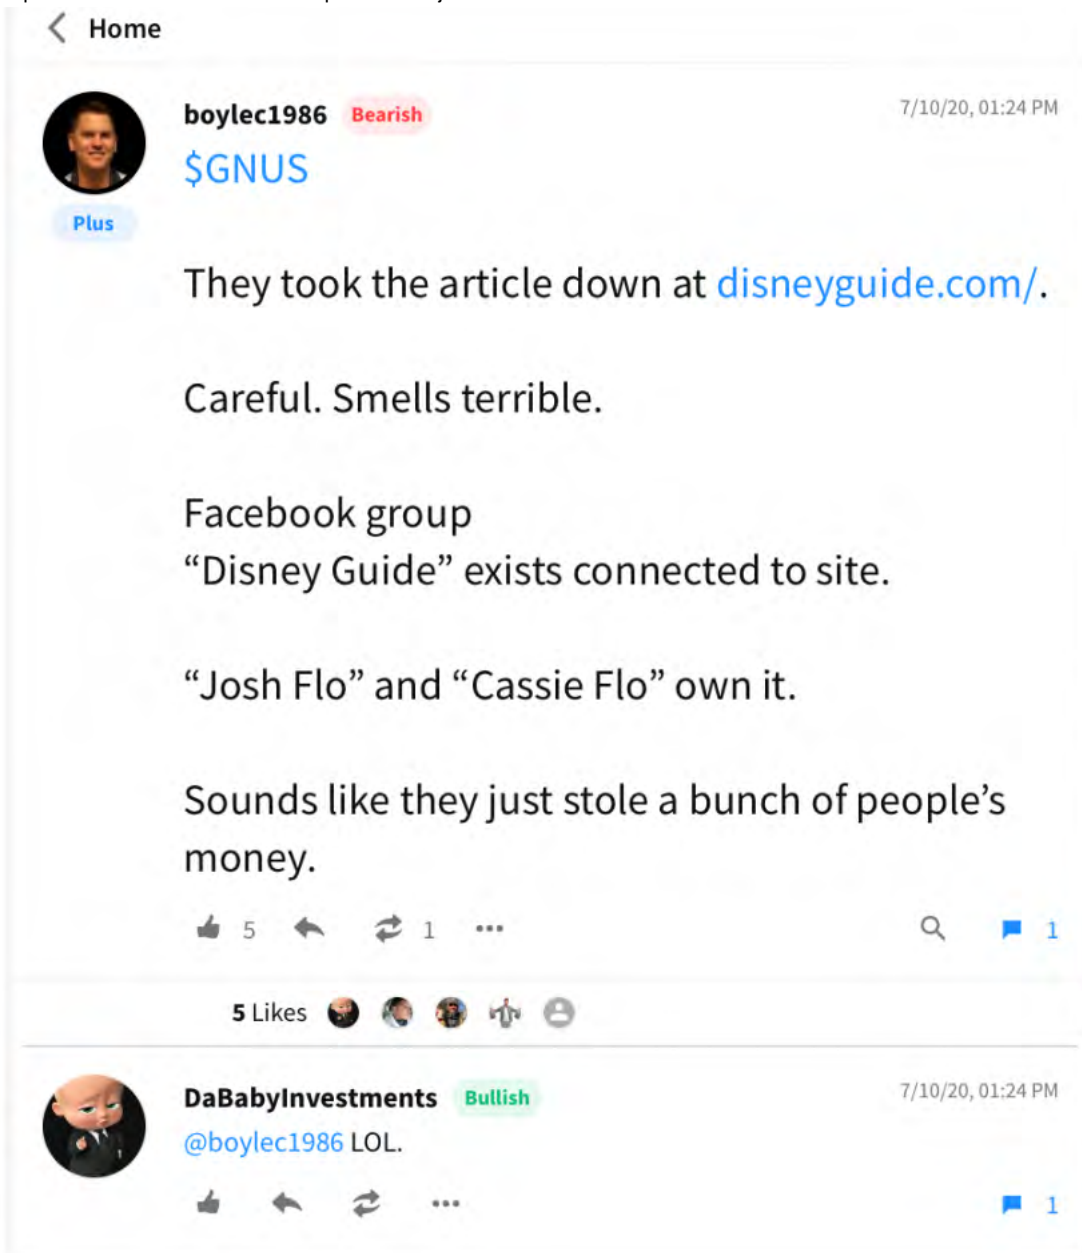 Home
boylec1986 Bearish 7/10/20, 01:24 PM
$GNUS
Plus
They took the article down at disneyguide.com/.
Careful. Smells terrible.
Facebook group
“Disney Guide” exists connected to site.
“Josh Flo” and “Cassie Flo” own it.
Sounds like they just stole a bunch of people’s
money.
5 1 1
5 Likes
DaBabyInvestments Bullish 7/10/20, 01:24 PM
@boylec1986 LOL.
1